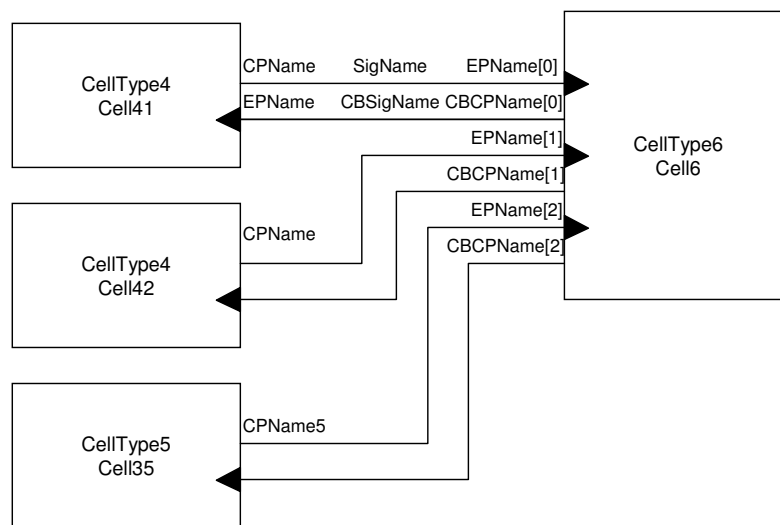 CellType4
Cell41
CPName SigName EPName[0]
EPName CBSigName CBCPName[0]
EPName[1]
CBCPName[1]
EPName[2]
CBCPName[2]
CellType6
Cell6
CellType4
Cell42
CPName
CellType5
Cell35
CPName5